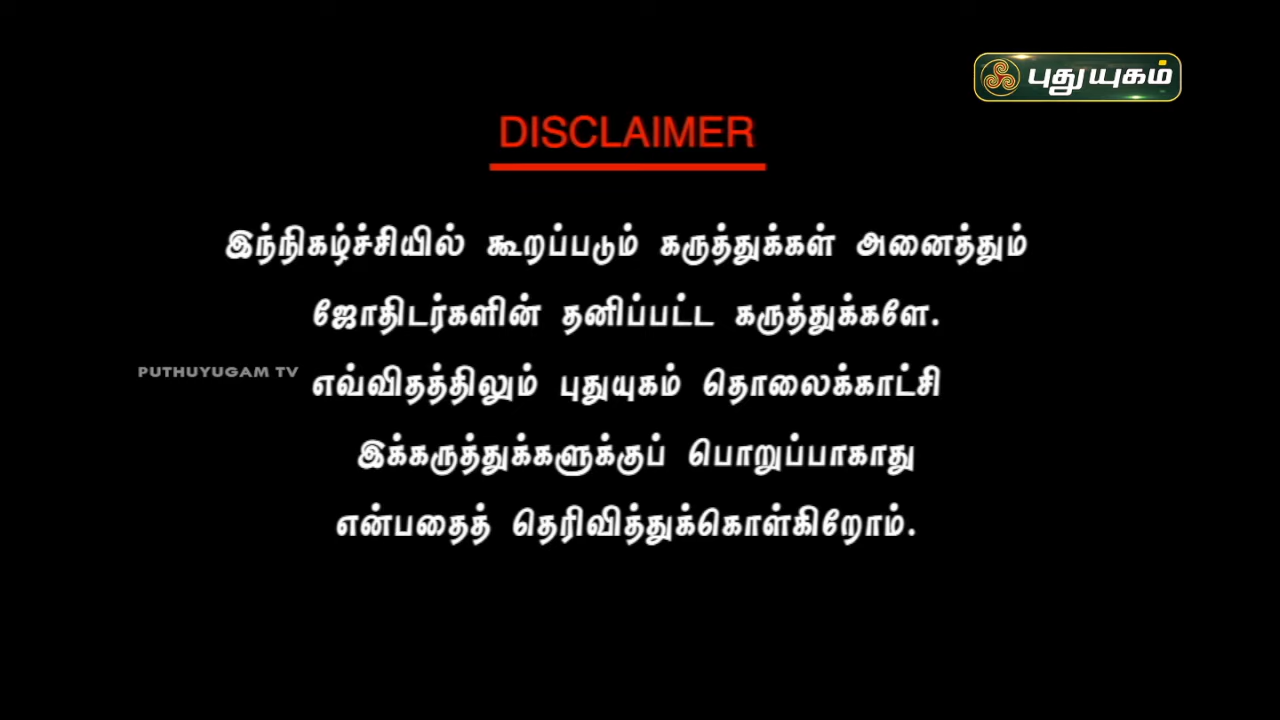 புதுயுகம்
DISCLAIMER
இந்நிகழ்ச்சியில் கூறப்படும் கருத்துக்கள் அனைத்தும்
ஜோதிடர்களின் தனிப்பட்ட கருத்துக்களே.
PUTHUYUGAM TV
எவ்விதத்திலும் புதுயுகம் தொலைக்காட்சி
இக்கருத்துக்களுக்குப் பொறுப்பாகாது
என்பதைத் தெரிவித்துக்கொள்கிறோம்.